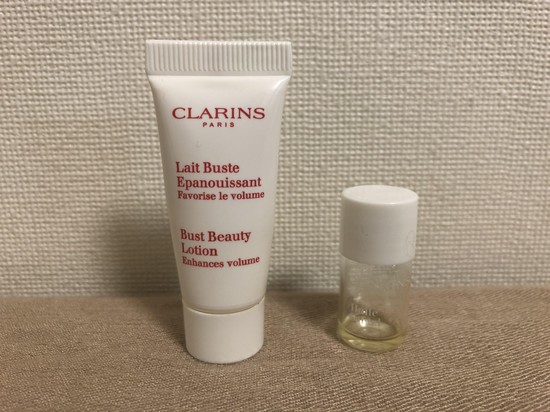 CLARINS
PARIS
Lait Buste
Epanouissant
Favorise le volume
Bust Beauty
Lotion
Enhances volume